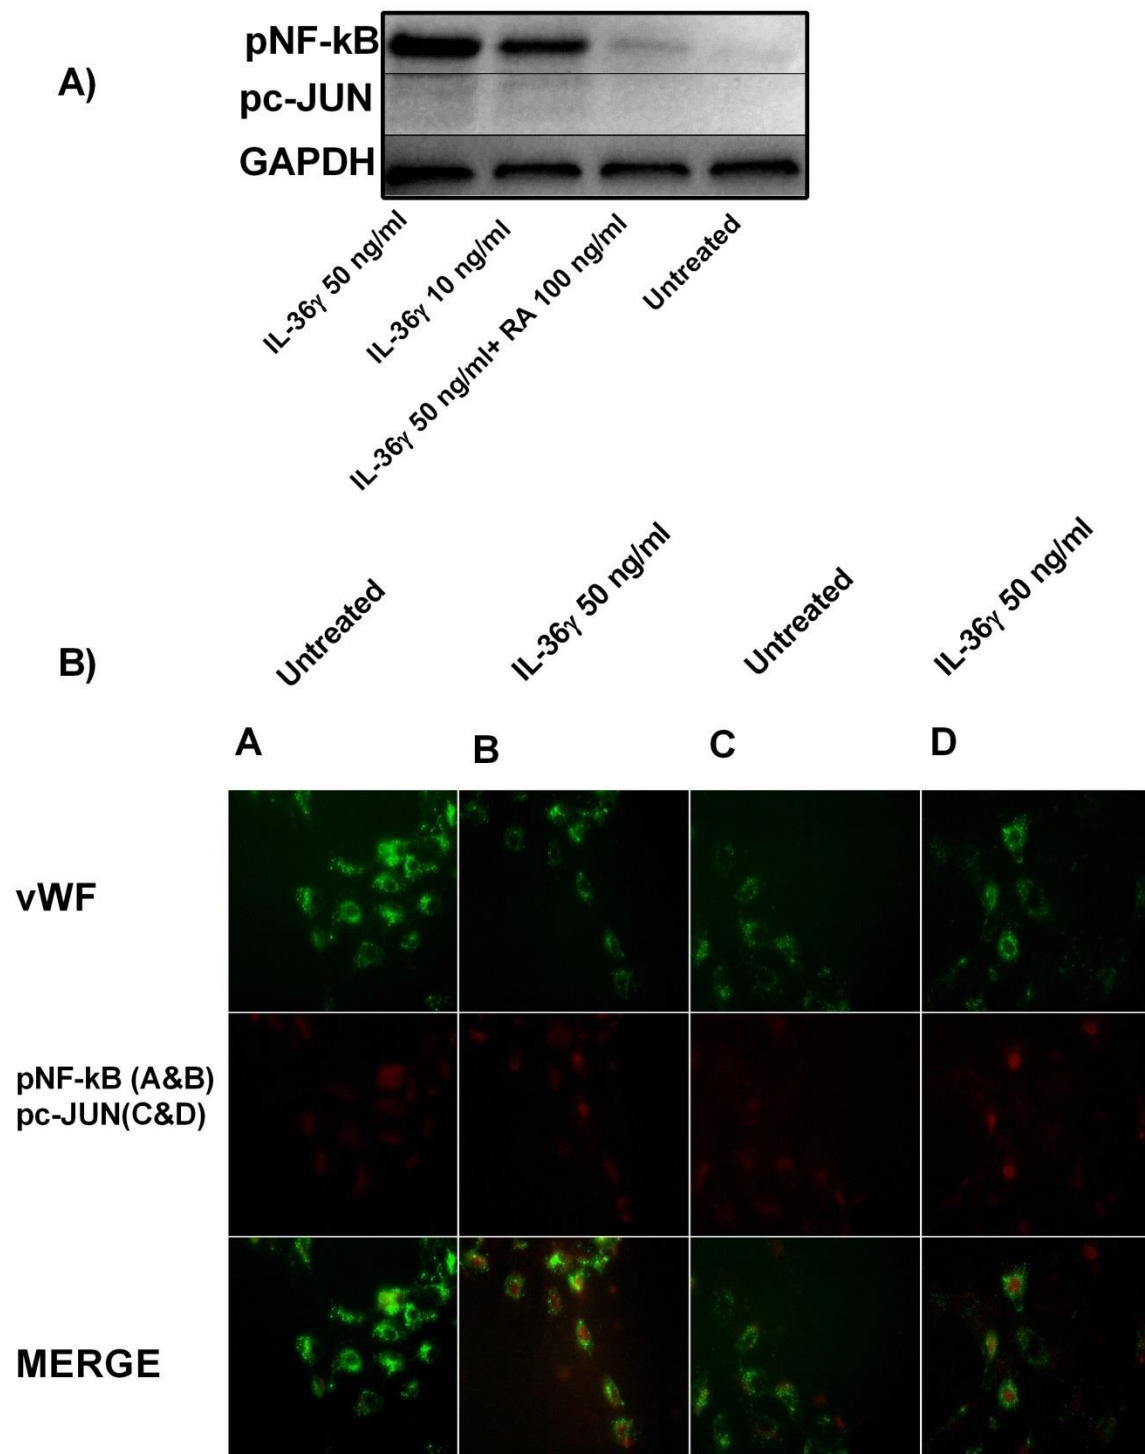 A)
pNF-kB
pc-JUN
GAPDH
IL-36γ 50 ng/ml
IL-36γ 10 ng/ml
IL-36γ 50 ng/ml+ RA 100 ng/ml
Untreated
B)
Untreated
IL-36γ 50 ng/ml
Untreated
IL-36γ 50 ng/ml
A
B
C
D
vWF
pNF-kB (A&B)
pc-JUN(C&D)
MERGE